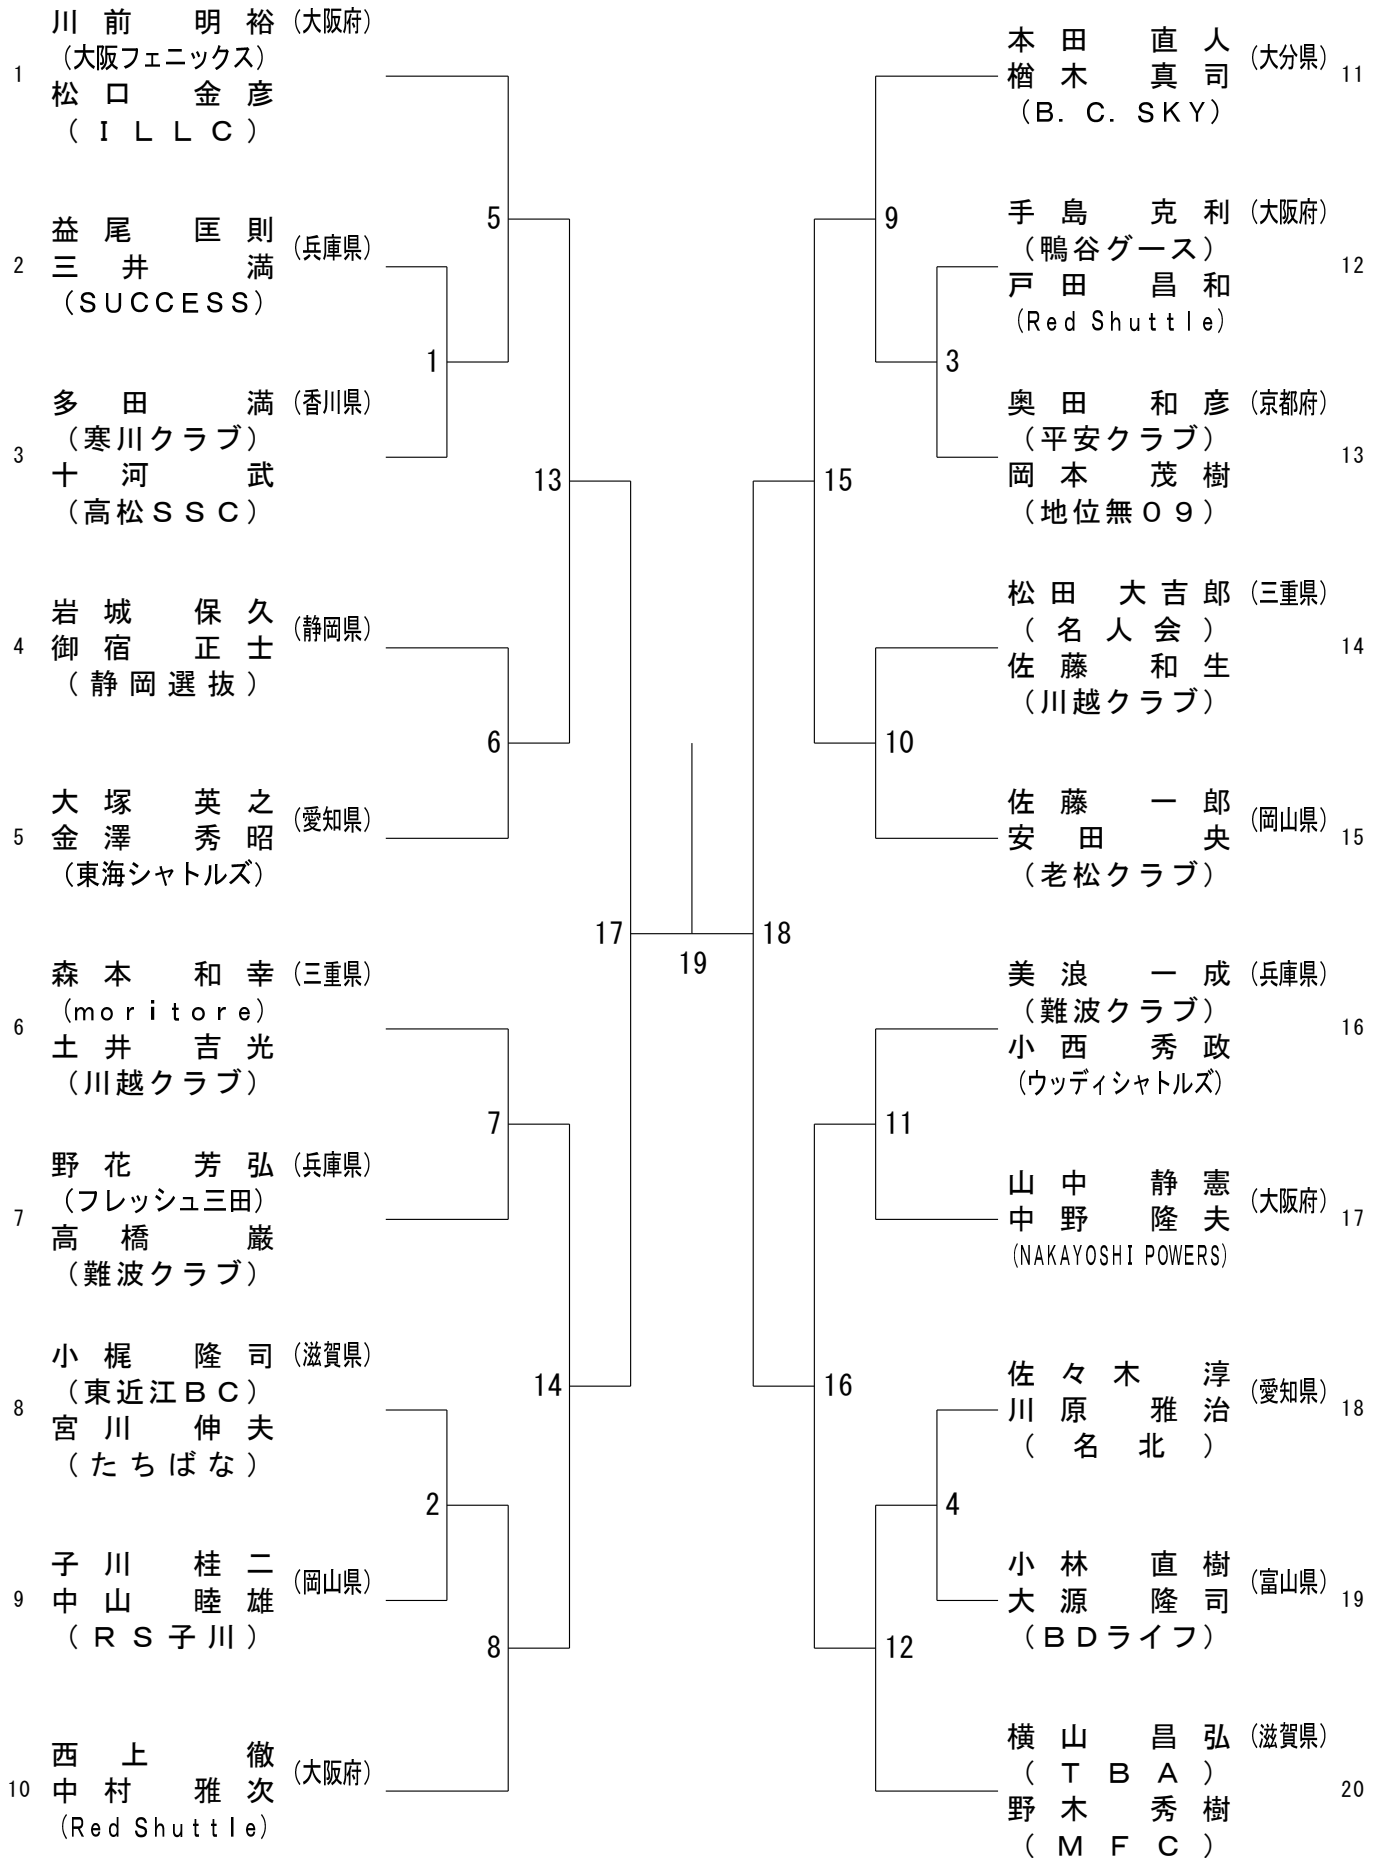 川前 明裕 (大阪府)
(大阪フェニックス)
1
松口 金彦
(ILLC)
益尾 匡則
(兵庫県)
2 三井 満
(SUCCESS)
1
多田 満 (香川県)
(寒川クラブ)
3
十河 武
(高松SSC)
5
岩城 保久
(静岡県)
4 御宿 正士
(静岡選抜)
6
大塚 英之
(愛知県)
5 金澤 秀昭
(東海シャトルズ)
13
森本 和幸 (三重県)
(moritore)
6
土井 吉光
(川越クラブ)
7
野花 芳弘 (兵庫県)
(フレッシュ三田)
7
高橋 巌
(難波クラブ)
小梶 隆司 (滋賀県)
(東近江BC)
8
宮川 伸夫
(たちばな)
2
子川 桂二
(岡山県)
9 中山 睦雄
(RS子川)
8
西上 徹
(大阪府)
10 中村 雅次
(Red Shuttle)
14
17
19
18
本田 直人
(大分県)
楢木 真司 11
(B.C.SKY)
9
手島 克利 (大阪府)
(鴨谷グース)
12
戸田 昌和
(Red Shuttle)
3
奥田 和彦 (京都府)
(平安クラブ)
13
岡本 茂樹
(地位無09)
15
松田 大吉郎 (三重県)
(名人会)
14
佐藤 和生
(川越クラブ)
10
佐藤 一郎
(岡山県)
安田 央 15
(老松クラブ)
美浪 一成 (兵庫県)
(難波クラブ)
16
小西 秀政
(ウッディシャトルズ)
11
山中 静憲
(大阪府)
中野 隆夫 17
(NAKAYOSHI POWERS)
16
佐々木 淳
(愛知県)
川原 雅治 18
(名北)
4
小林 直樹
(富山県)
大源 隆司 19
(BDライフ)
12
横山 昌弘 (滋賀県)
(TBA)
20
野木 秀樹
(MFC)